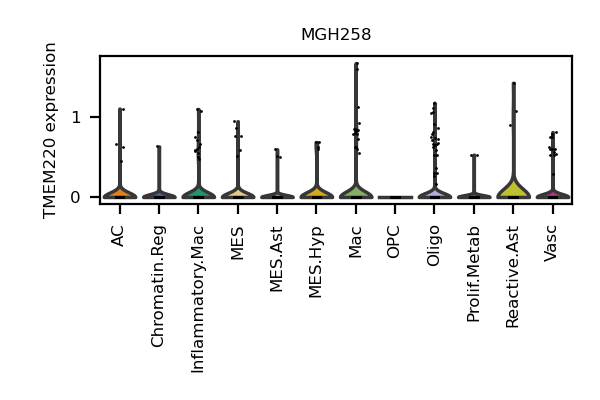 MGH258
TMEM220 expression
1
0
AC
Chromatin.Reg
Inflammatory.Mac
MES
MES.Ast
MES.Hyp
Mac
OPC
Oligo
Prolif.Metab
Reactive.Ast
Vasc